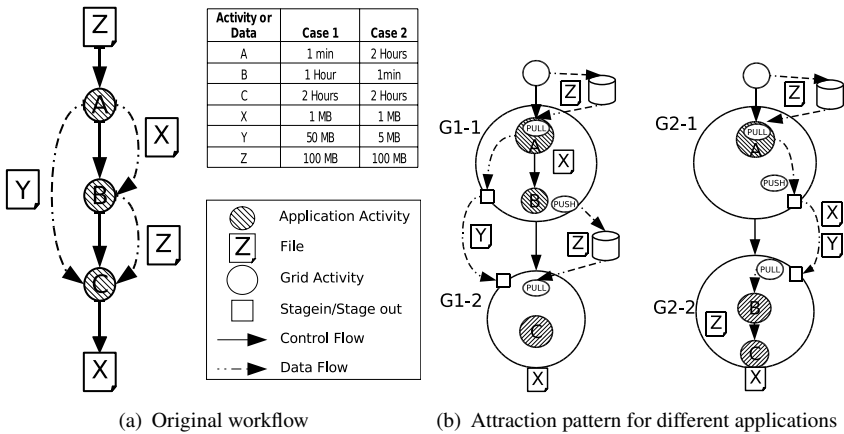 Z
A
X
Y
B
Z
C
X
Activity or Data Case 1 Case 2
A 1 min 2 Hours
B 1 Hour 1min
C 2 Hours 2 Hours
X 1 MB 1 MB
Y 50 MB 5 MB
Z 100 MB 100 MB
Application Activity
Z File
Grid Activity
Stagein/Stage out
Control Flow
Data Flow
Z
G1-1
PULL
A
X
B
PUSH
Y
Z
G1-2
PULL
C
X
Z
G2-1
PULL
A
PUSH
X
Y
PULL
G2-2
B
Z
C
X
(a) Original workflow
(b) Attraction pattern for different applications